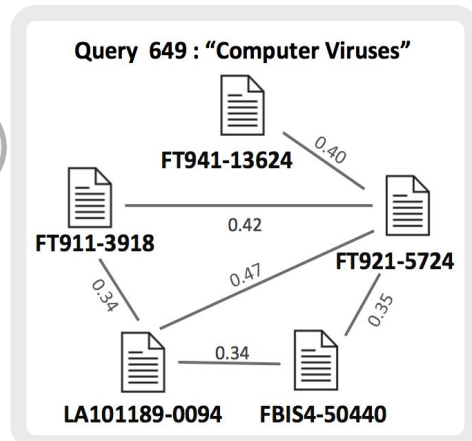 Query 649 : “Computer Viruses”
FT941-13624
0.40
FT911-3918
0.42
FT921-5724
0.47
0.34
0.35
0.34
LA101189-0094
FBIS4-50440